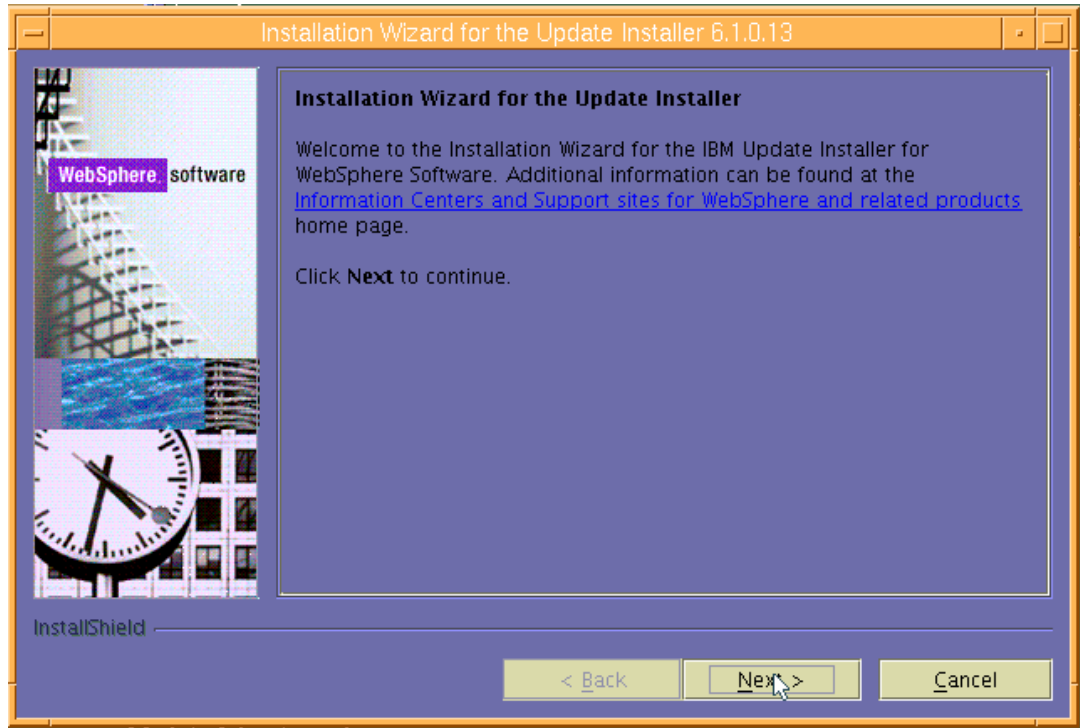 Installation Wizard for the Update Installer 6.1.0.13
WebSphere. software
Installation Wizard for the Update Installer
Welcome to the Installation Wizard for the IBM Update Installer for
WebSphere Software. Additional information can be found at the
Information Centers and Support sites for WebSphere and related products
home page.
Click Next to continue.
InstallShield
< Back
Next >
Cancel